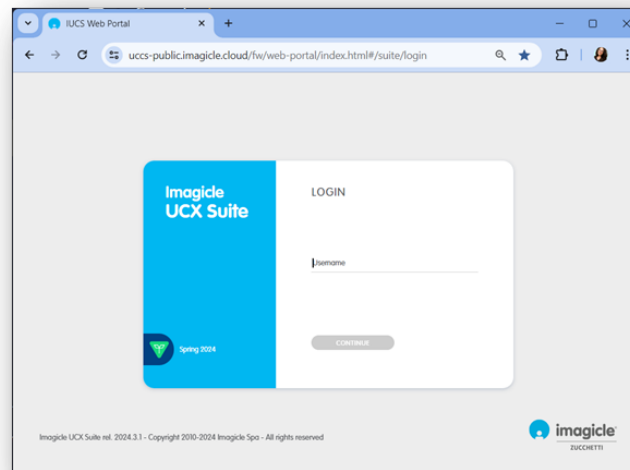 IUCS Web Portal
uccs-public.imagicle.cloud/fw/web-portal/index.html#/suite/login
Imagicle
UCX Suite
LOGIN
Username
CONTINUE
Spring 2024
Imagicle UCX Suite rel. 2024.3.1 - Copyright 2010-2024 Imagicle Spa - All rights reserved
imagicle
ZUCCHETTI